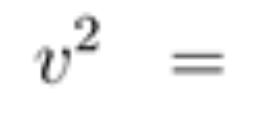 v² =